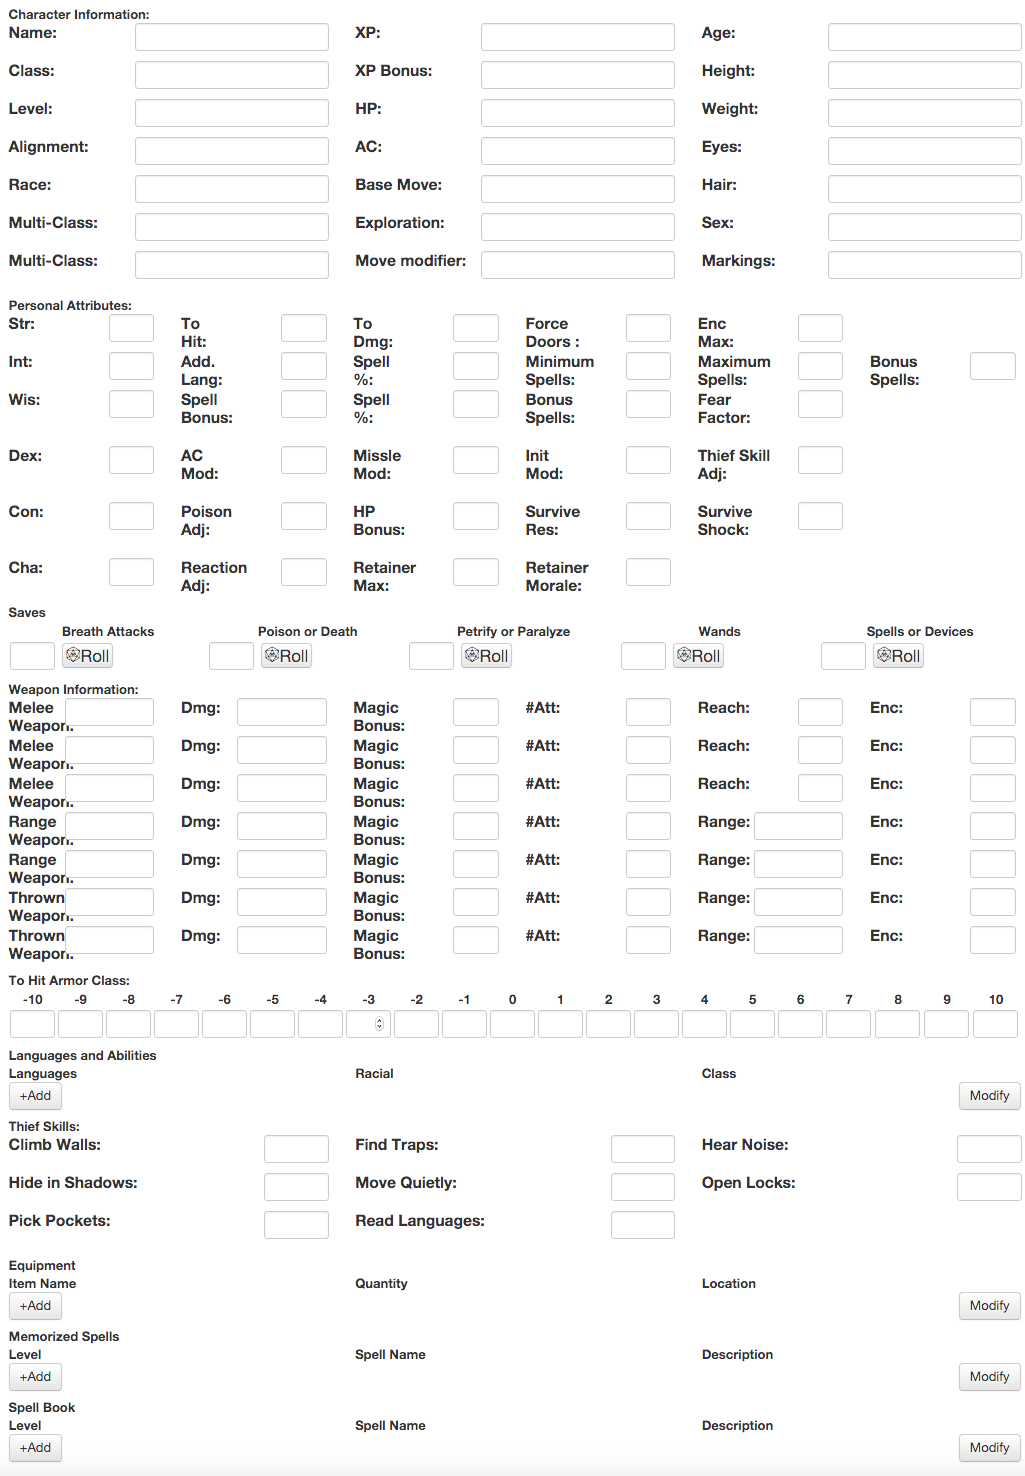 Character Information:
Name: XP: Age:
Class: XP Bonus: Height:
Level: HP: Weight:
Alignment: AC: Eyes:
Race: Base Move: Hair:
Multi-Class: Exploration: Sex:
Multi-Class: Move modifier: Markings:
Personal Attributes:
Str: To Hit: To Dmg: Force Doors : Enc Max:
Int: Add. Lang: Spell %: Minimum Spells: Maximum Spells: Bonus Spells:
Wis: Spell Bonus: Spell %: Bonus Spells: Fear Factor:
Dex: AC Mod: Missle Mod: Init Mod: Thief Skill Adj:
Con: Poison Adj: HP Bonus: Survive Res: Survive Shock:
Cha: Reaction Adj: Retainer Max: Retainer Morale:
Saves
Breath Attacks Poison or Death Petrify or Paralyze Wands Spells or Devices
Roll Roll Roll Roll Roll
Weapon Information:
Melee Weapon: Dmg: Magic Bonus: #Att: Reach: Enc:
Melee Weapon: Dmg: Magic Bonus: #Att: Reach: Enc:
Melee Weapon: Dmg: Magic Bonus: #Att: Reach: Enc:
Range Weapon: Dmg: Magic Bonus: #Att: Range: Enc:
Range Weapon: Dmg: Magic Bonus: #Att: Range: Enc:
Thrown Weapon: Dmg: Magic Bonus: #Att: Range: Enc:
Thrown Weapon: Dmg: Magic Bonus: #Att: Range: Enc:
To Hit Armor Class:
-10 -9 -8 -7 -6 -5 -4 -3 -2 -1 0 1 2 3 4 5 6 7 8 9 10
Languages and Abilities
Languages Racial Class
+Add Modify
Thief Skills:
Climb Walls: Find Traps: Hear Noise:
Hide in Shadows: Move Quietly: Open Locks:
Pick Pockets: Read Languages:
Equipment
Item Name Quantity Location
+Add Modify
Memorized Spells
Level Spell Name Description
+Add Modify
Spell Book
Level Spell Name Description
+Add Modify